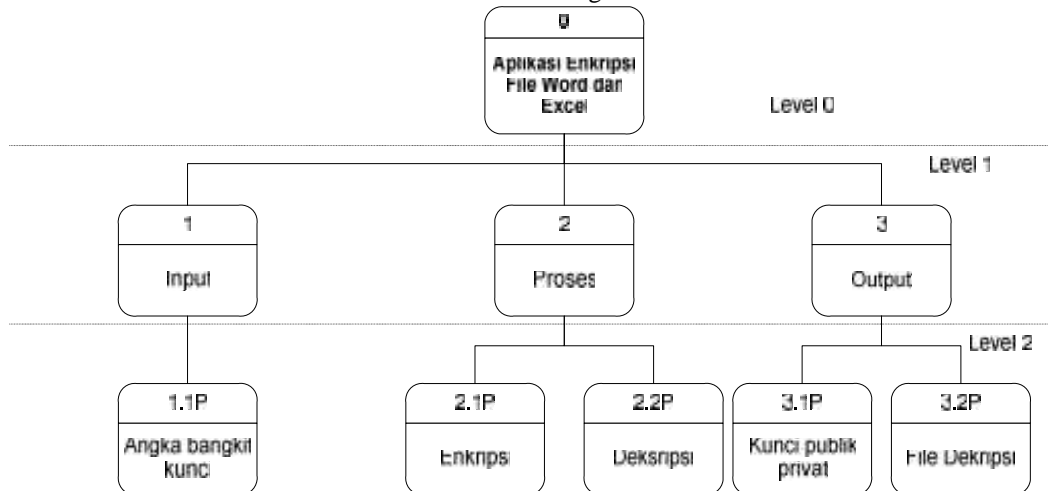 0
Aplikasi Enkripsi
File Word dan
Excel
Level 0
Level 1
1
Input
2
Proses
3
Output
Level 2
1.1P
Angka bangkit
kunci
2.1P
Enkripsi
2.2P
Deksripsi
3.1P
Kunci publik
privat
3.2P
File Dekripsi